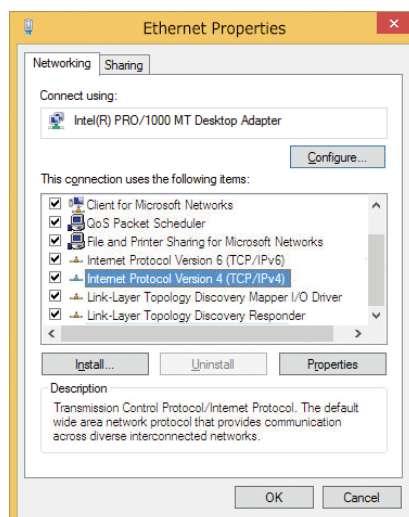 Ethernet Properties
Networking Sharing
Connect using:
Intel(R) PRO/1000 MT Desktop Adapter
Configure...
This connection uses the following items:
Client for Microsoft Networks
QoS Packet Scheduler
File and Printer Sharing for Microsoft Networks
Internet Protocol Version 6 (TCP/IPv6)
Internet Protocol Version 4 (TCP/IPv4)
Link-Layer Topology Discovery Mapper I/O Driver
Link-Layer Topology Discovery Responder
Install... Uninstall Properties
Description
Transmission Control Protocol/Internet Protocol. The default
wide area network protocol that provides communication
across diverse interconnected networks.
OK Cancel